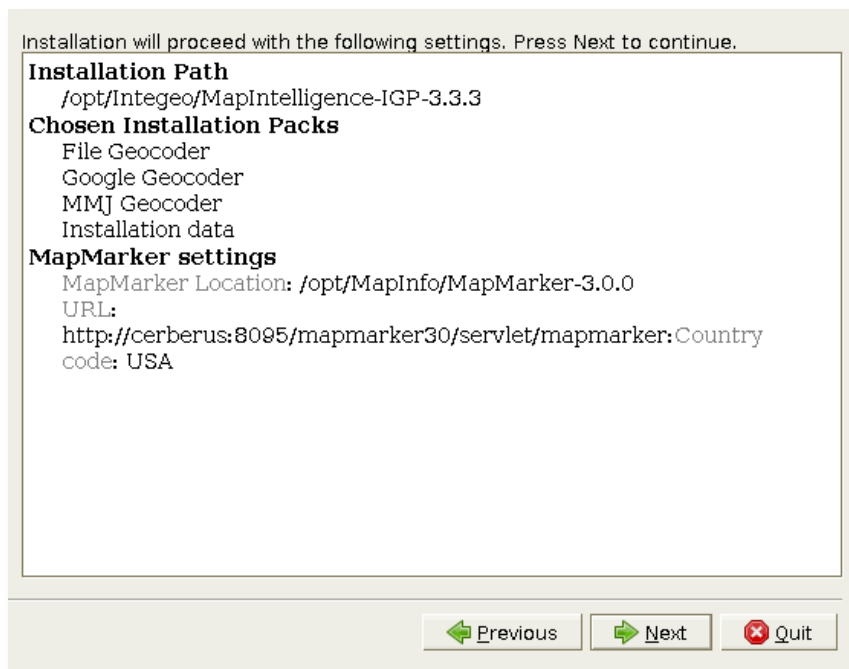 Installation will proceed with the following settings. Press Next to continue.
Installation Path
/opt/Integeo/MapIntelligence-IGP-3.3.3
Chosen Installation Packs
File Geocoder
Google Geocoder
MMJ Geocoder
Installation data
MapMarker settings
MapMarker Location: /opt/MapInfo/MapMarker-3.0.0
URL:
http://cerberus:8095/mapmarker30/servlet/mapmarker:Country
code: USA
Previous
Next
Quit